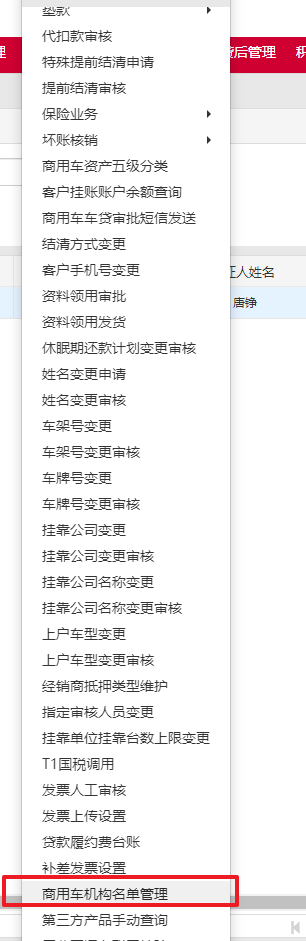 垫款
代扣款审核
理
贷后管理
积
特殊提前结清申请
提前结清审核
保险业务
坏账核销
商用车资产五级分类
客户挂账账户余额查询
商用车车贷审批短信发送
结清方式变更
客户手机号变更
证人姓名
资料领用审批
唐铮
资料领用发货
休眠期还款计划变更审核
姓名变更申请
姓名变更审核
车架号变更
车架号变更审核
车牌号变更
车牌号变更审核
挂靠公司变更
挂靠公司变更审核
挂靠公司名称变更
挂靠公司名称变更审核
上户车型变更
上户车型变更审核
经销商抵押类型维护
指定审核人员变更
挂靠单位挂靠台数上限变更
T1国税调用
发票人工审核
发票上传设置
贷款履约费台账
补差发票设置
商用车机构名单管理
第三方产品手动查询